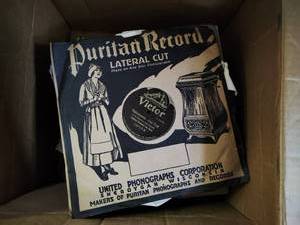 Puritan Record
LATERAL CUT
Victor
UNITED PHONOGRAPHS CORPORATION
SHEBOYGAN, WISCONSIN
MAKERS OF PURITAN PHONOGRAPHS AND RECORDS